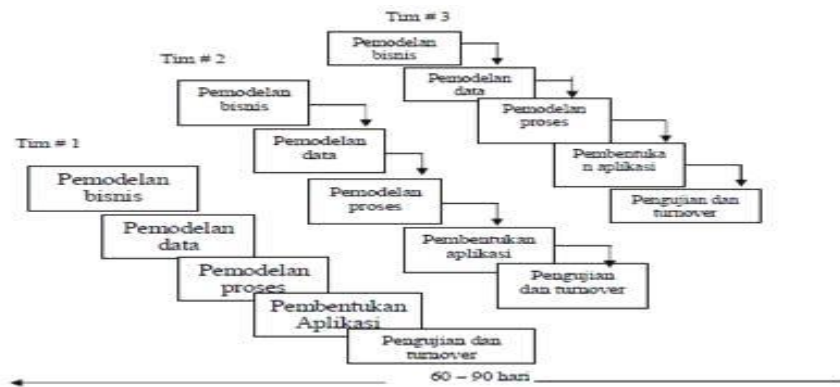 Tim # 3
Pemodelan
bisnis
Pemodelan
data
Pemodelan
proses
Pembentuka
n aplikasi
Pengujian dan
turnover
Tim # 2
Pemodelan
bisnis
Pemodelan
data
Pemodelan
proses
Pembentukan
aplikasi
Pengujian
dan turnover
Tim # 1
Pemodelan
bisnis
Pemodelan
data
Pemodelan
proses
Pembentukan
Aplikasi
Pengujian dan
turnover
60 – 90 hari